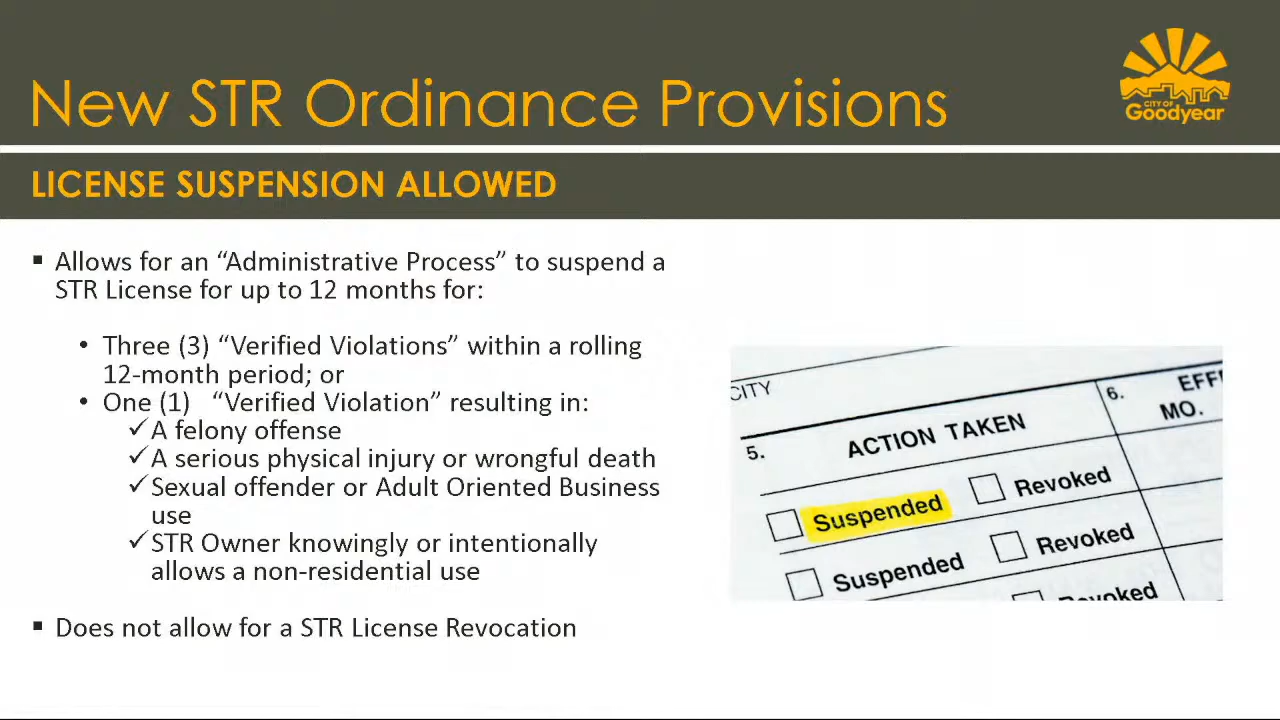 New STR Ordinance Provisions
CITY OF
Goodyear
LICENSE SUSPENSION ALLOWED
▪ Allows for an “Administrative Process” to suspend a
STR License for up to 12 months for:
• Three (3) “Verified Violations” within a rolling
12-month period; or
• One (1) “Verified Violation” resulting in:
✓A felony offense
✓A serious physical injury or wrongful death
✓Sexual offender or Adult Oriented Business
use
✓STR Owner knowingly or intentionally
allows a non-residential use
▪ Does not allow for a STR License Revocation
CITY
5. ACTION TAKEN
6.
MO.
Suspended
Revoked
Suspended
Revoked
Revoked